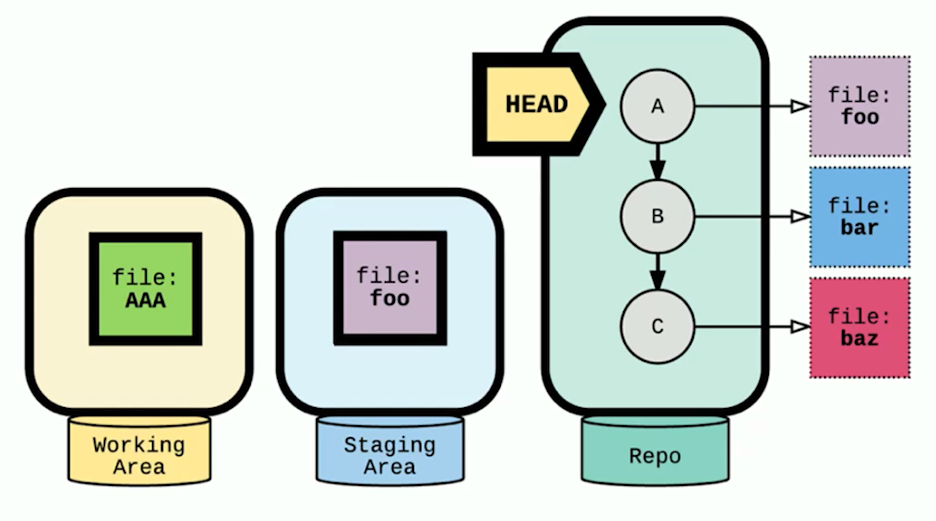 HEAD
A
file:
foo
B
file:
bar
C
file:
baz
file:
AAA
file:
foo
Working
Area
Staging
Area
Repo